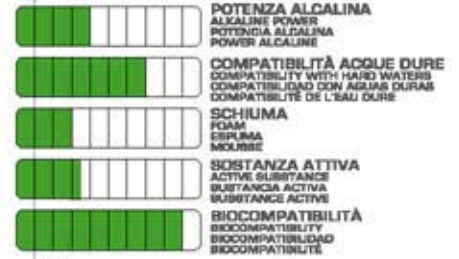 POTENZA ALCALINA
ALKALINE POWER
POTENCIA ALCALINA
POWER ALCALINE
COMPATIBILITÀ ACQUE DURE
COMPATIBILITY WITH HARD WATERS
COMPATIBILIDAD CON AGUAS DURAS
COMPATIBILITÉ DE L'EAU DURE
SCHIUMA
FOAM
ESPUMA
MOUSSE
SOSTANZA ATTIVA
ACTIVE SUBSTANCE
SUSTANCIA ACTIVA
SUBSTANCE ACTIVE
BIOCOMPATIBILITÀ
BIOCOMPATIBILITY
BIOCOMPATIBILIDAD
BIOCOMPATIBILITÉ